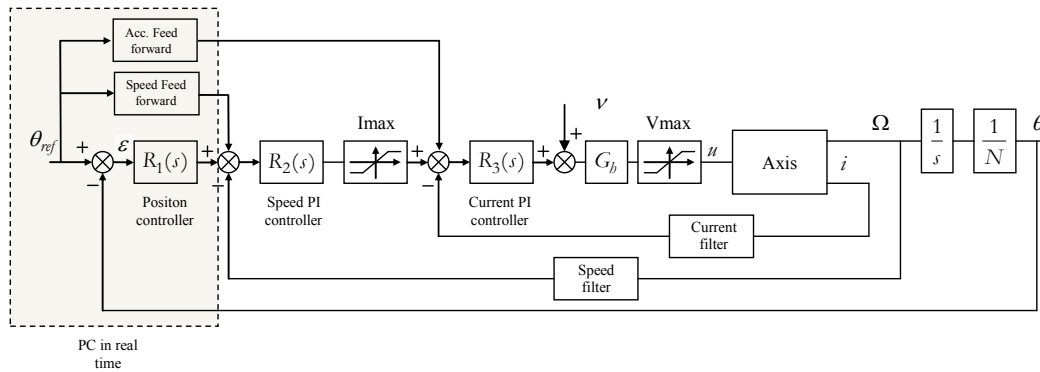 Acc. Feed
forward
Speed Feed
forward
θref
+
−
ε
R1(s)
Positon
controller
+
−
R2(s)
Speed PI
controller
Imax
+
−
R3(s)
Current PI
controller
+
ν
+
Gb
Vmax
u
Axis
Ω
i
1
s
1
N
θ
Current
filter
Speed
filter
PC in real
time